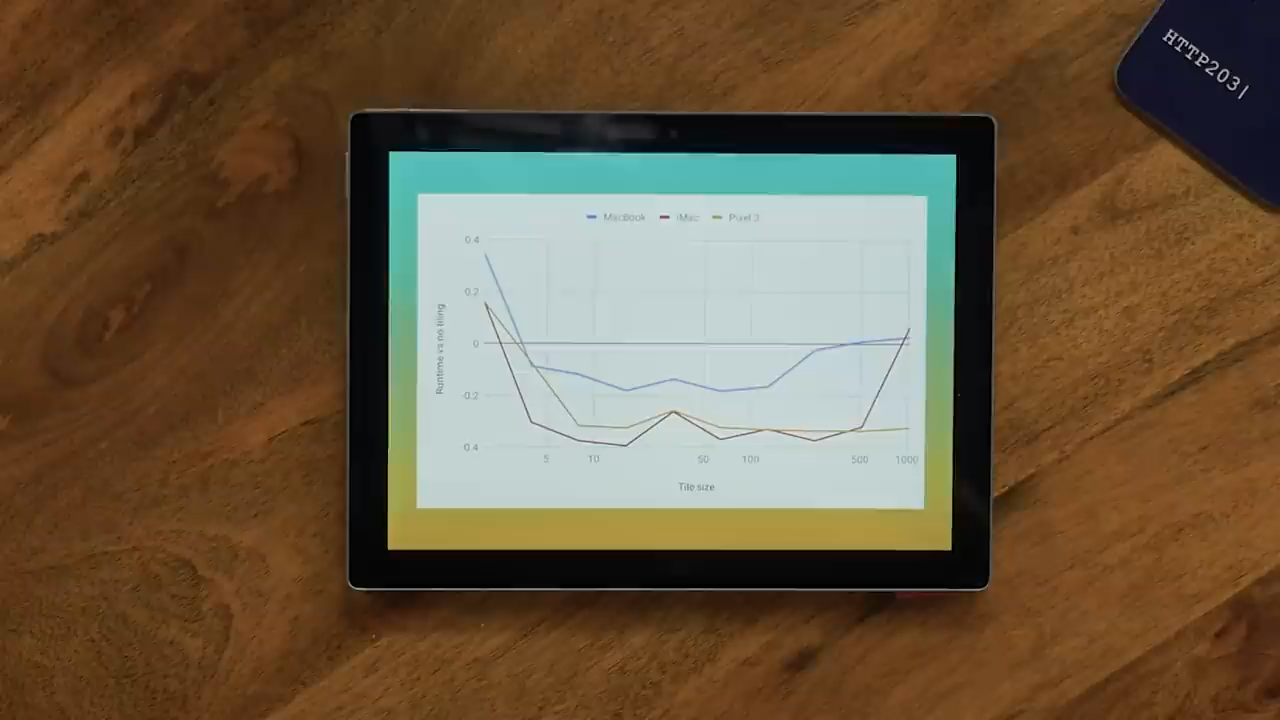 HTTP203|
MacBook iMac Pixel 3
Runtime vs no tiling
0.4
0.2
0
-0.2
-0.4
5 10 50 100 500 1000
Tile size